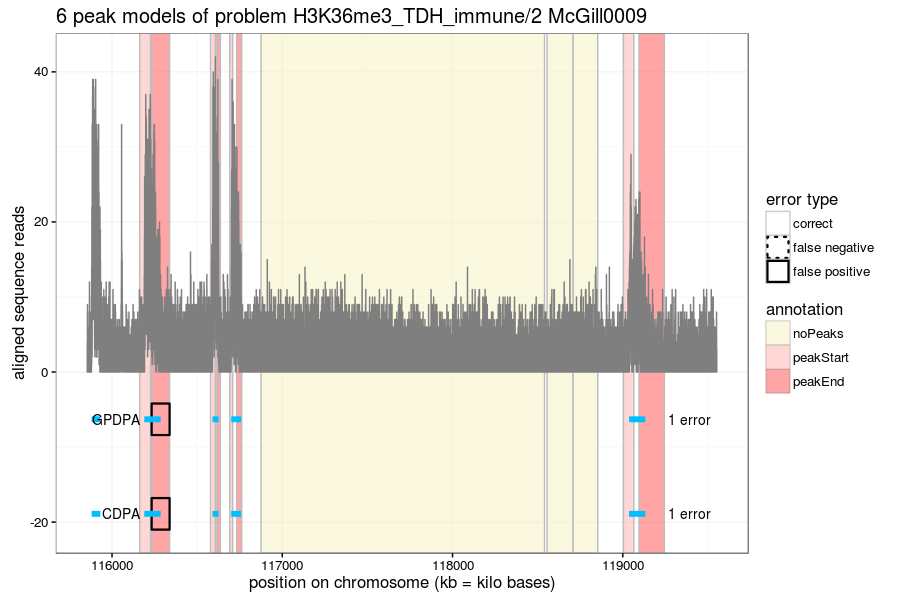 6 peak models of problem H3K36me3_TDH_immune/2 McGill0009
aligned sequence reads
40
20
0
-20
GPDPA
1 error
CDPA
1 error
116000
117000
118000
119000
position on chromosome (kb = kilo bases)
error type
correct
false negative
false positive
annotation
noPeaks
peakStart
peakEnd